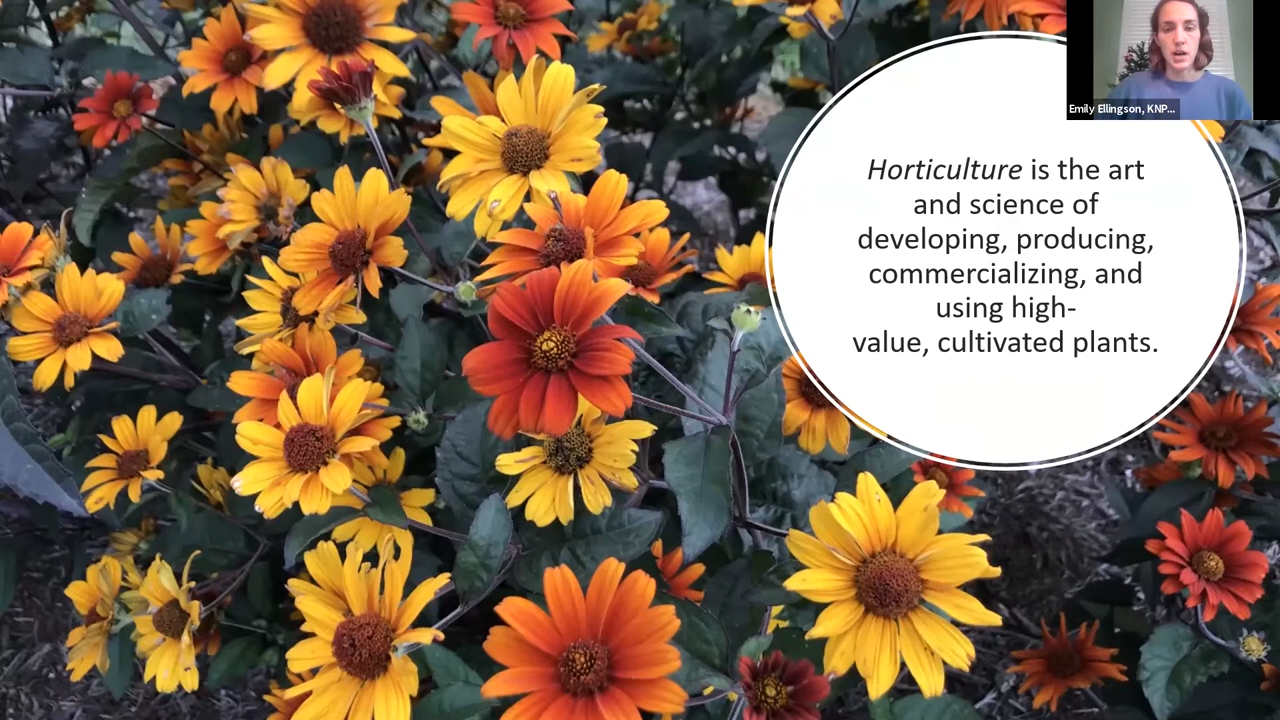 Emily Ellingson, KNP...
Horticulture is the art
and science of
developing, producing,
commercializing, and
using high-
value, cultivated plants.